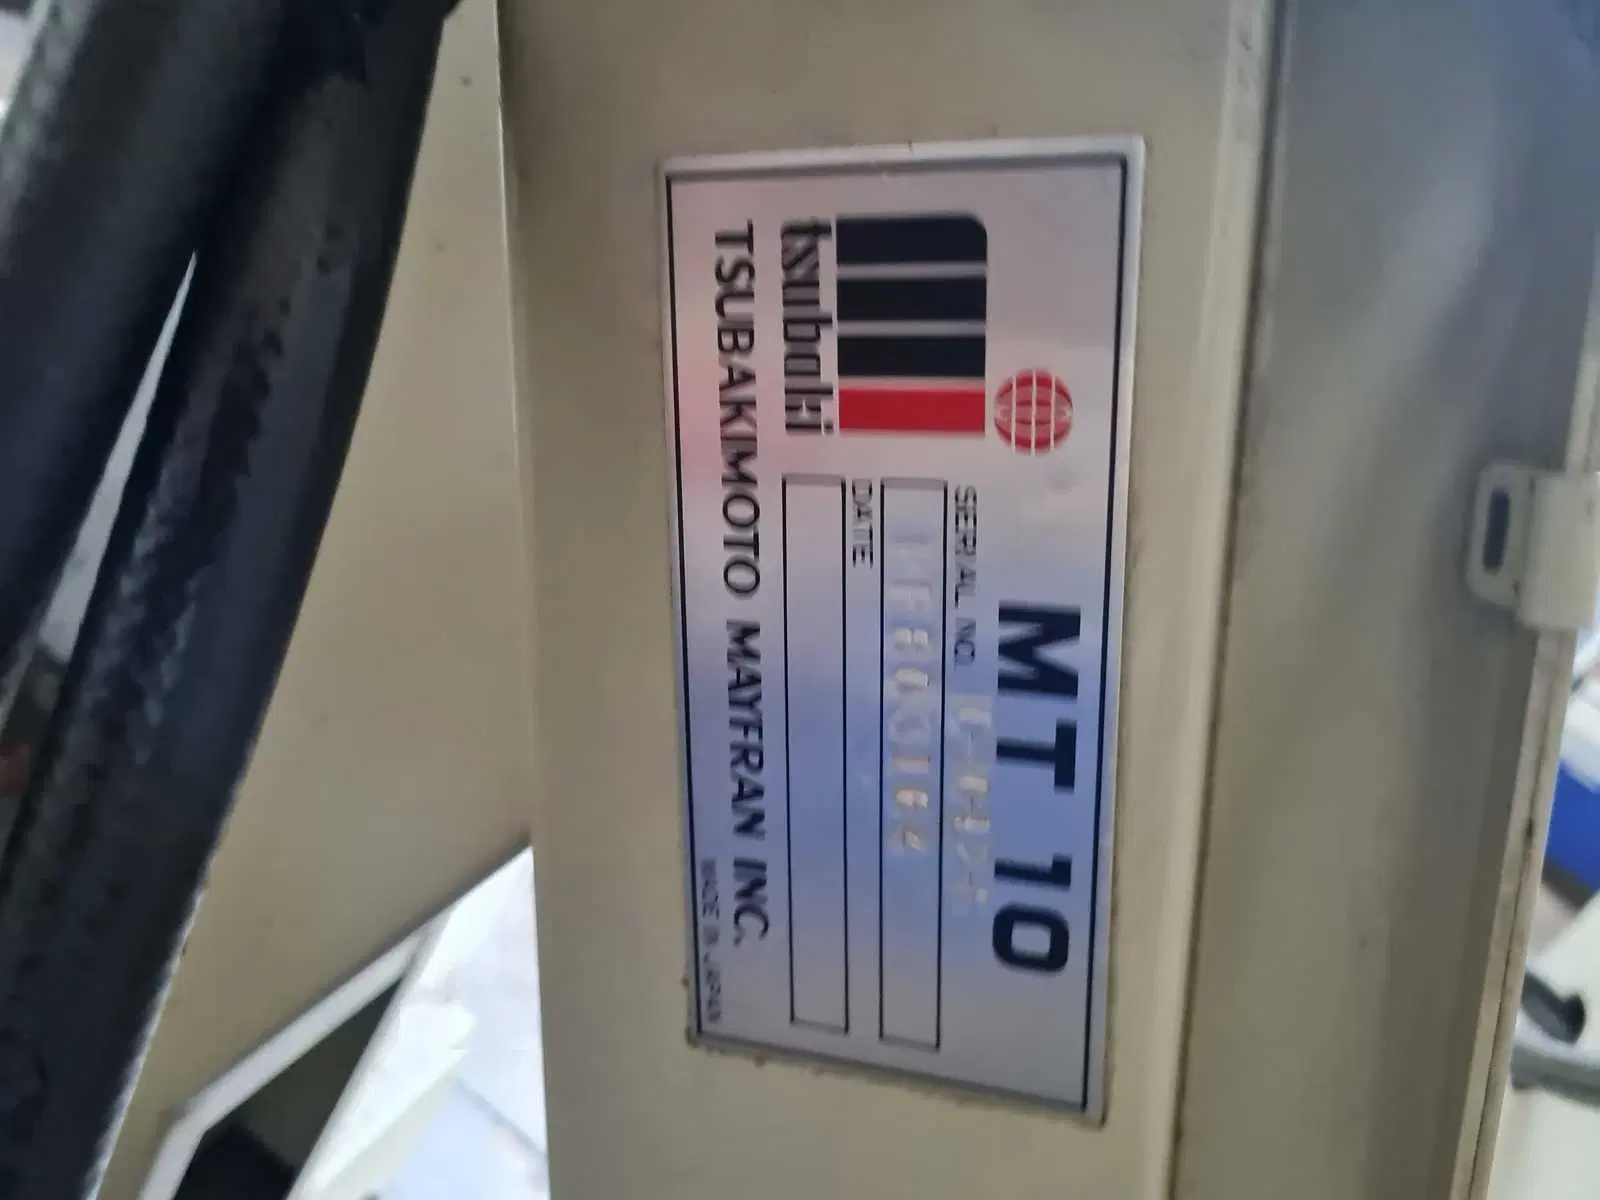 MT 10
SERIAL NO.
DATE
tsubaki
TSUBAKIMOTO MAYFRAN INC.
MADE IN JAPAN